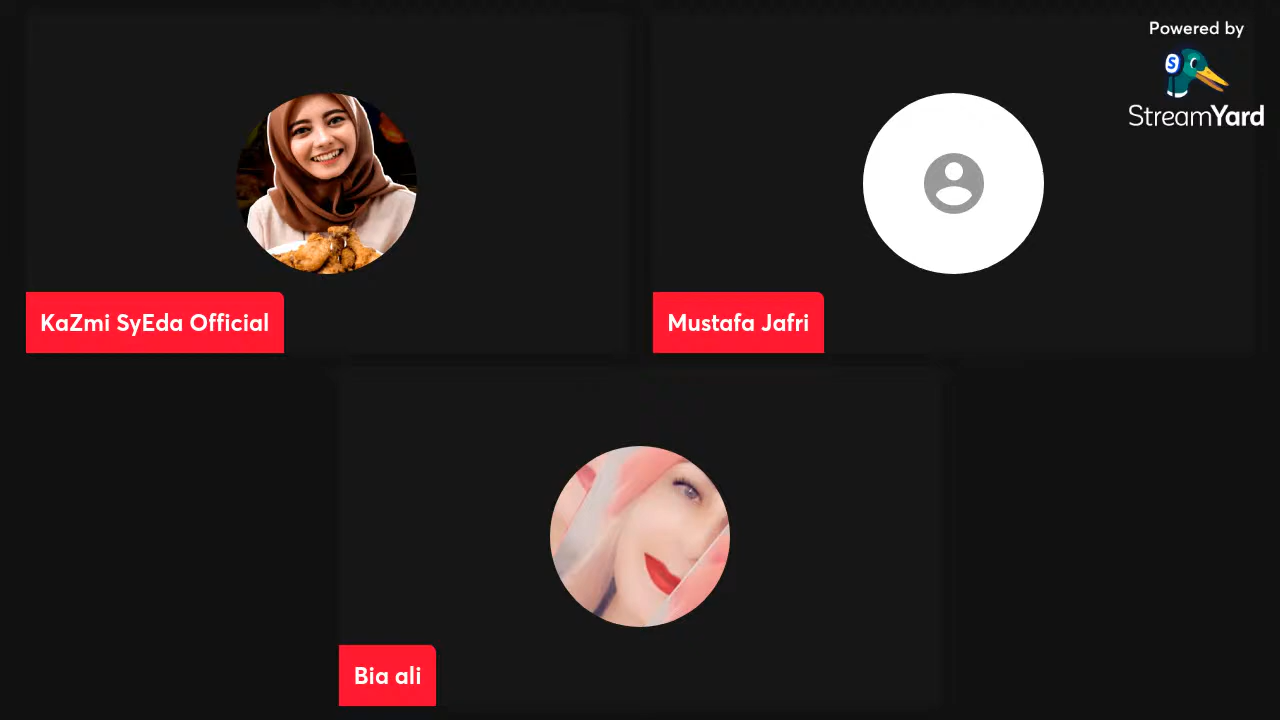 Powered by
S
StreamYard
KaZmi SyEda Official
Mustafa Jafri
Bia ali